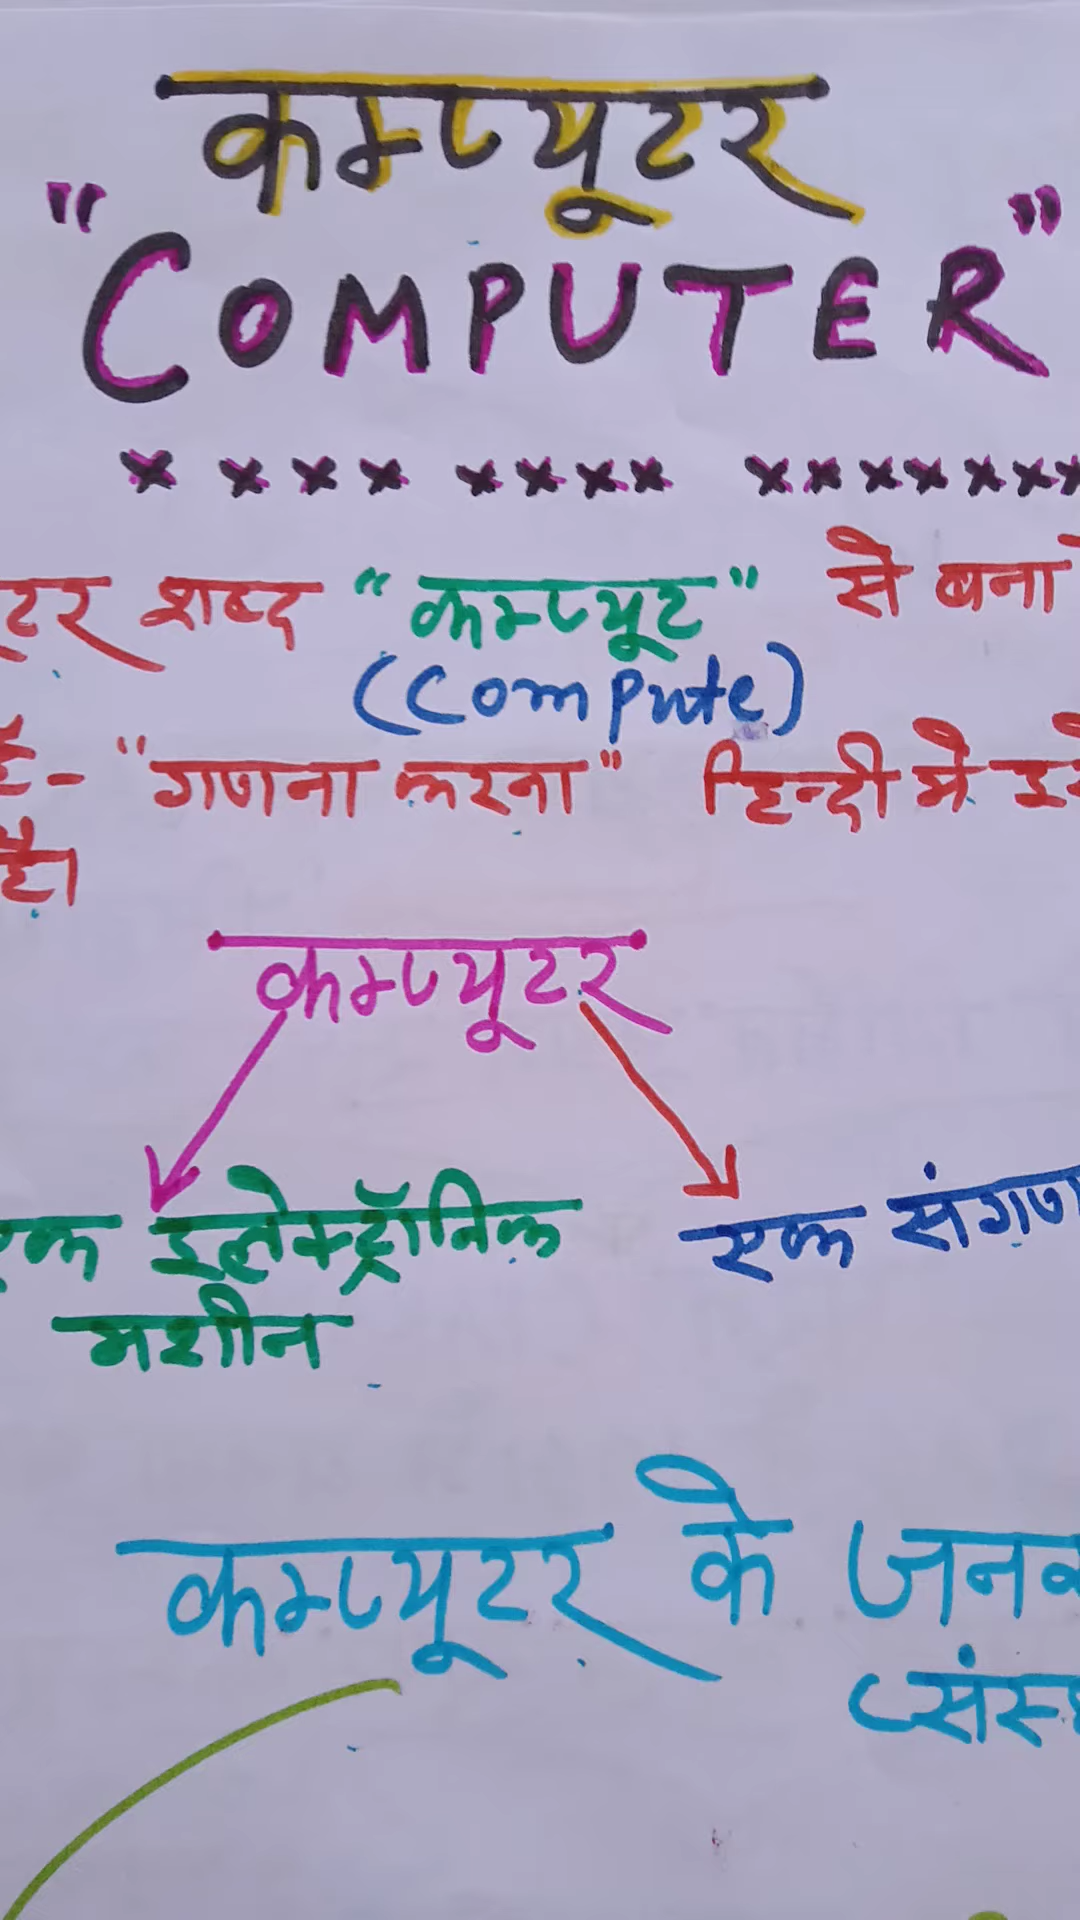 कम्प्यूटर
"COMPUTER"
टर शब्द "कम्प्यूट" से बना
(Compute)
है- "गणना करना" हिन्दी मे
है।
कम्प्यूटर
एक इलेक्ट्रॉनिक एक संगण
मशीन
कम्प्यूटर के जनक
(संस्